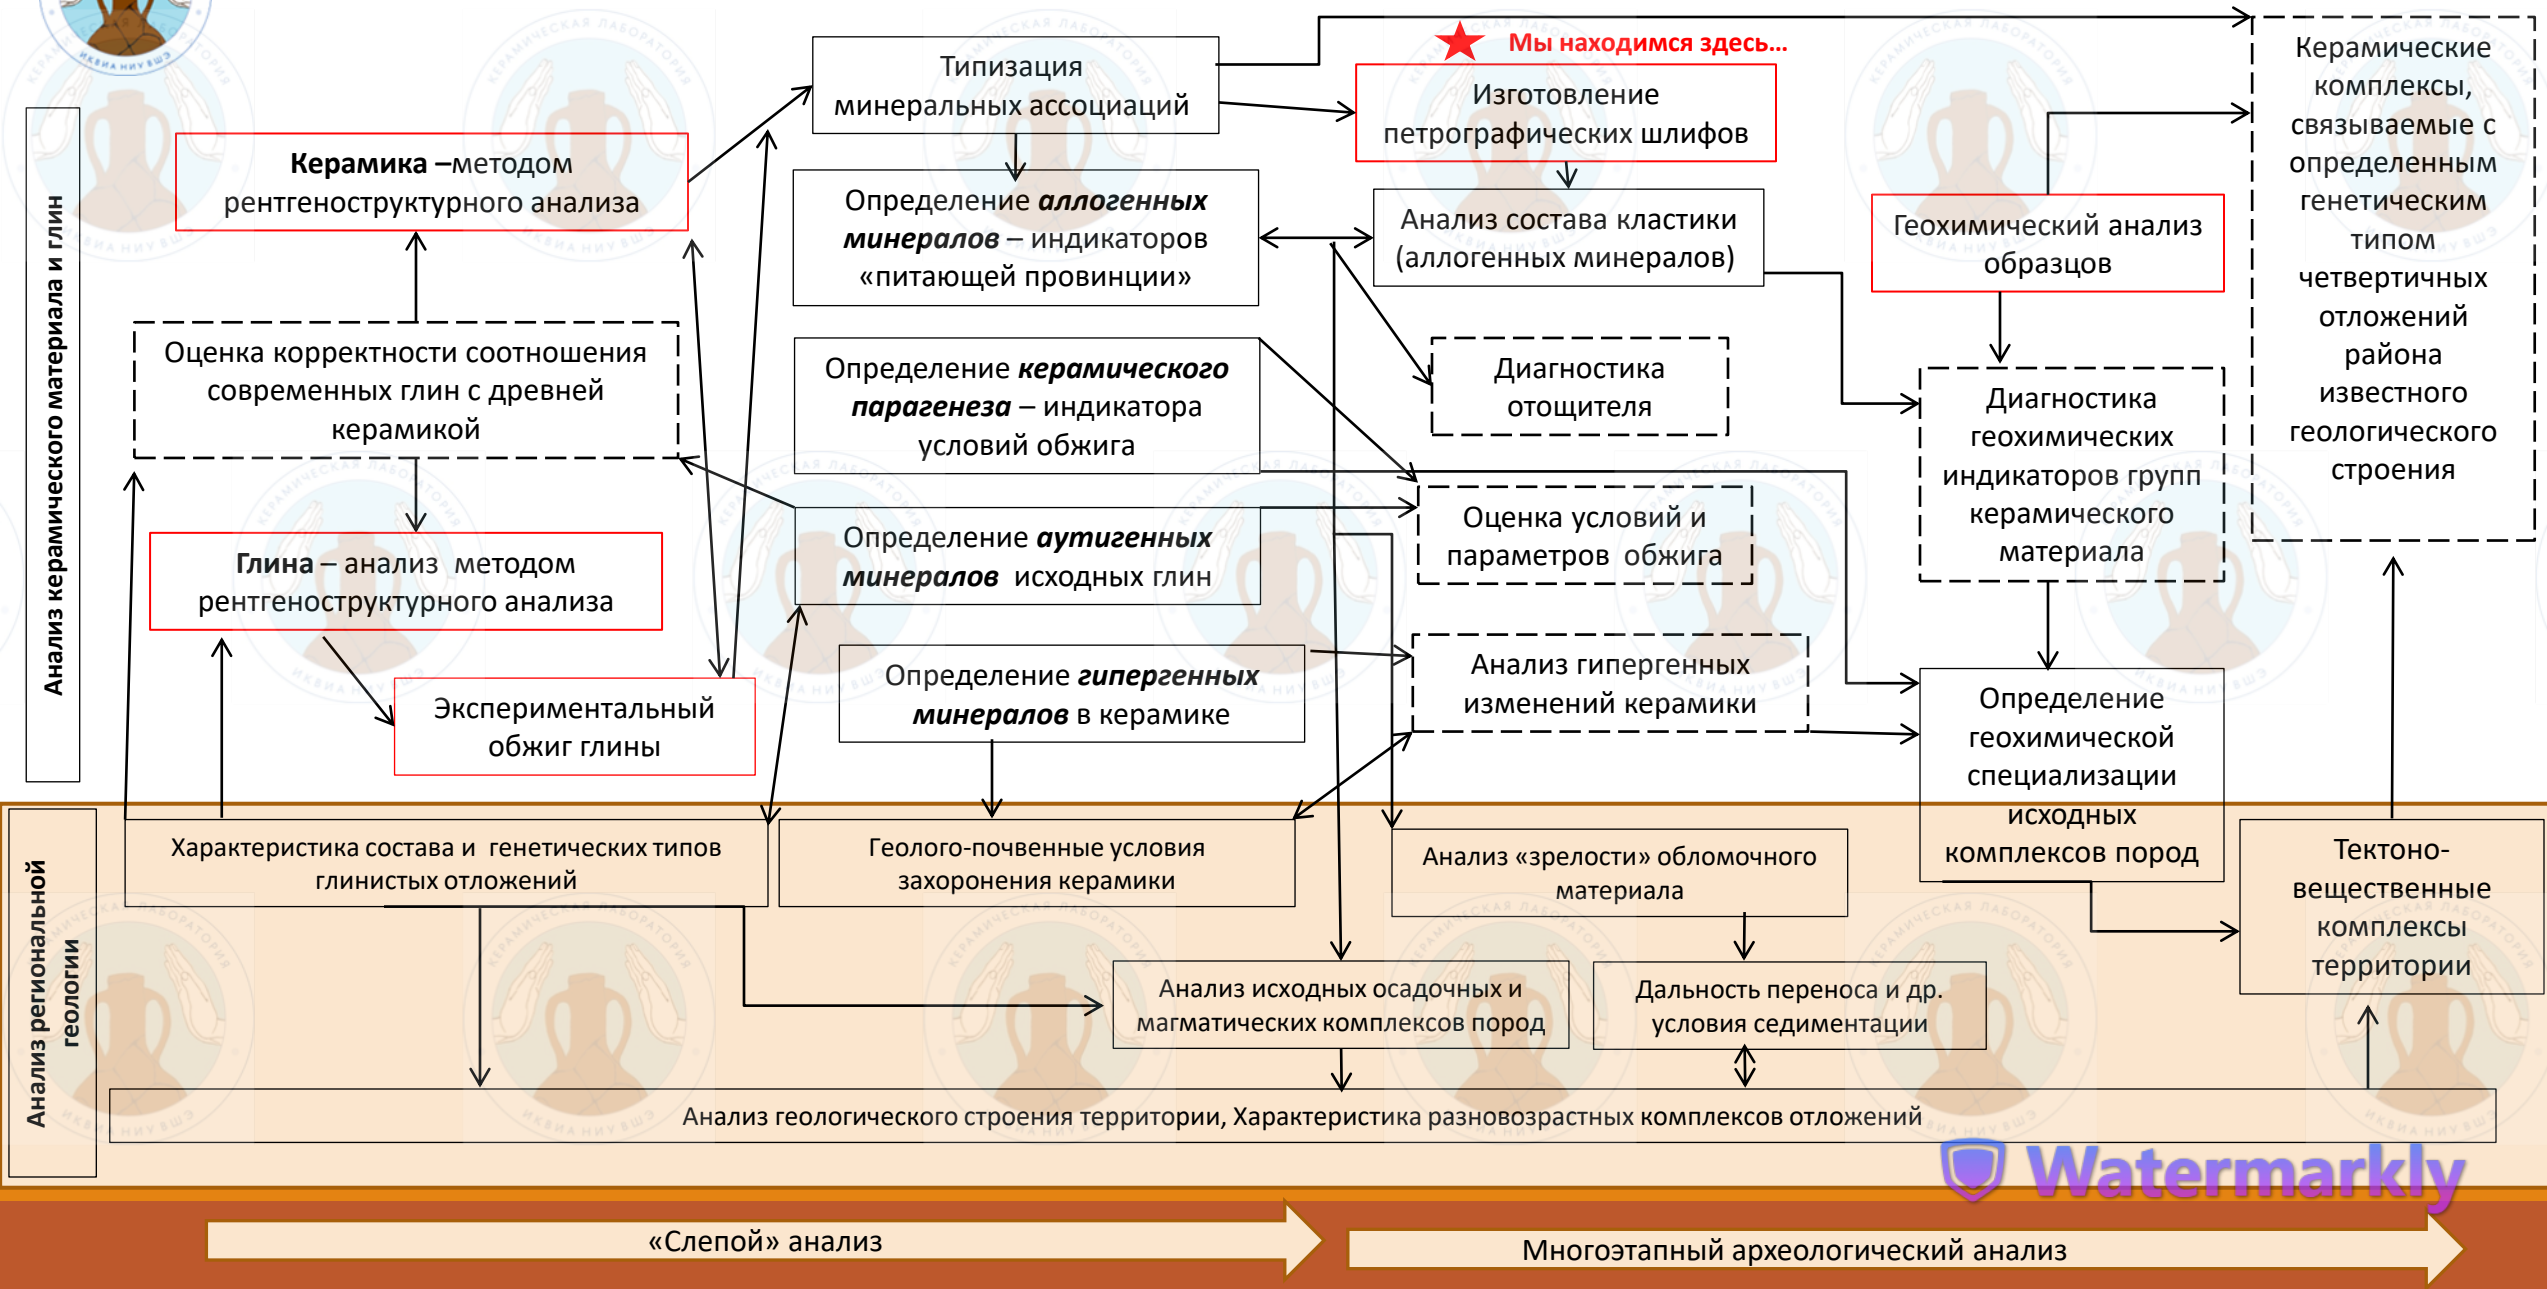 Мы находимся здесь...
Типизация
минеральных ассоциаций
Изготовление
петрографических шлифов
Керамические
комплексы,
связываемые с
определенным
генетическим
типом
четвертичных
отложений
района
известного
геологического
строения
Анализ керамического материала и глин
Керамика –методом
рентгеноструктурного анализа
Определение аллогенных
минералов – индикаторов
«питающей провинции»
Анализ состава кластики
(аллогенных минералов)
Геохимический анализ
образцов
Оценка корректности соотношения
современных глин с древней
керамикой
Определение керамического
парагенеза – индикатора
условий обжига
Диагностика
отощителя
Диагностика
геохимических
индикаторов групп
керамического
материала
Глина – анализ методом
рентгеноструктурного анализа
Определение аутигенных
минералов исходных глин
Оценка условий и
параметров обжига
Экспериментальный
обжиг глины
Определение гипергенных
минералов в керамике
Анализ гипергенных
изменений керамики
Определение
геохимической
специализации
исходных
комплексов пород
Анализ региональной
геологии
Характеристика состава и генетических типов
глинистых отложений
Геолого-почвенные условия
захоронения керамики
Анализ «зрелости» обломочного
материала
Тектоно-
вещественные
комплексы
территории
Анализ исходных осадочных и
магматических комплексов пород
Дальность переноса и др.
условия седиментации
Анализ геологического строения территории, Характеристика разновозрастных комплексов отложений
Watermarkly
«Слепой» анализ
Многоэтапный археологический анализ
КЕРАМИЧЕСКАЯ ЛАБОРАТОРИЯ
ИКВИА НИУ ВШЭ